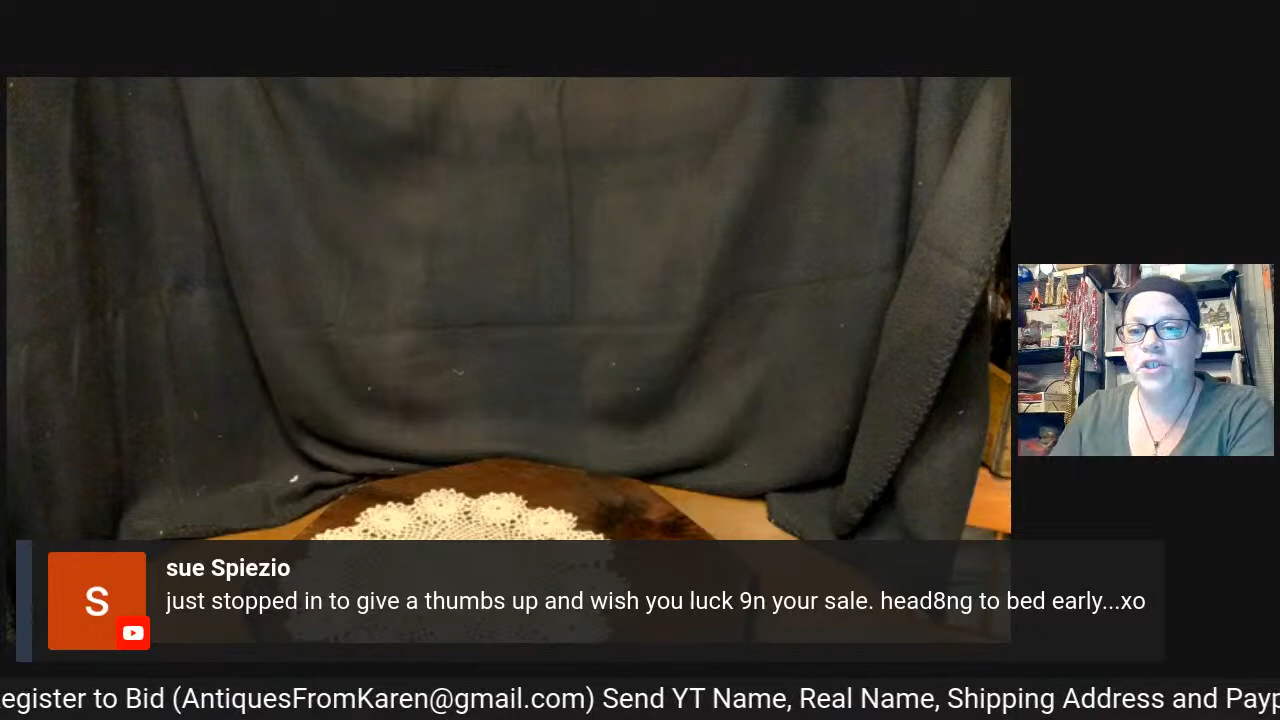 sue Spiezio
S
just stopped in to give a thumbs up and wish you luck 9n your sale. head8ng to bed early...xo
egister to Bid (AntiquesFromKaren@gmail.com) Send YT Name, Real Name, Shipping Address and Payp